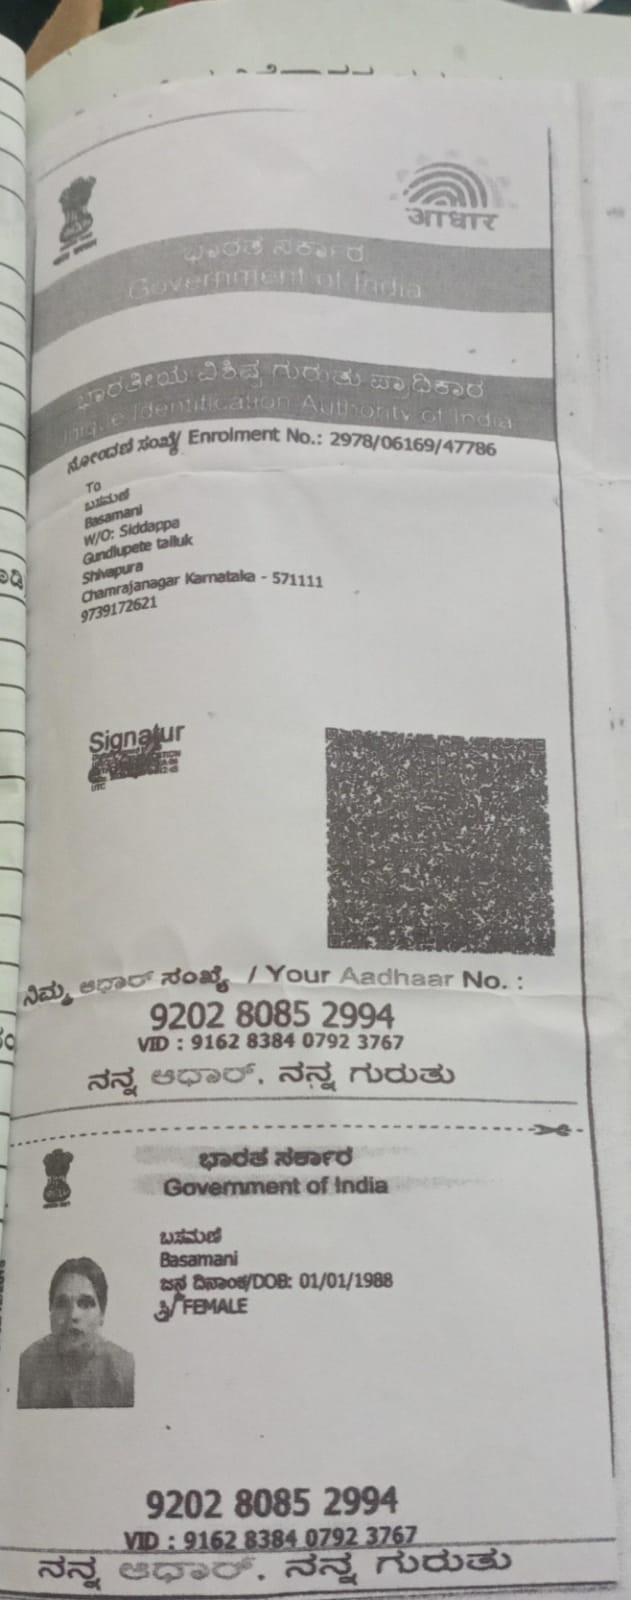 आधार
ಭಾರತ ಸರ್ಕಾರ
Government of India
ಭಾರತೀಯ ವಿಶಿಷ್ಟ ಗುರುತು ಪ್ರಾಧಿಕಾರ
Unique Identification Authority of India
ನೋಂದಣಿ ಸಂಖ್ಯೆ/ Enrolment No.: 2978/06169/47786
To
ಬಸಮಣಿ
Basamani
W/O: Siddappa
Gundlupete talluk
Shivapura
Chamrajanagar Karnataka - 571111
9739172621
Signatur
ನಿಮ್ಮ ಆಧಾರ್ ಸಂಖ್ಯೆ / Your Aadhaar No. :
9202 8085 2994
VID : 9162 8384 0792 3767
ನನ್ನ ಆಧಾರ್, ನನ್ನ ಗುರುತು
ಭಾರತ ಸರ್ಕಾರ
Government of India
ಬಸಮಣಿ
Basamani
ಜನ್ಮ ದಿನಾಂಕ/DOB: 01/01/1988
ಸ್ತ್ರೀ/ FEMALE
9202 8085 2994
VID : 9162 8384 0792 3767
ನನ್ನ ಆಧಾರ್, ನನ್ನ ಗುರುತು